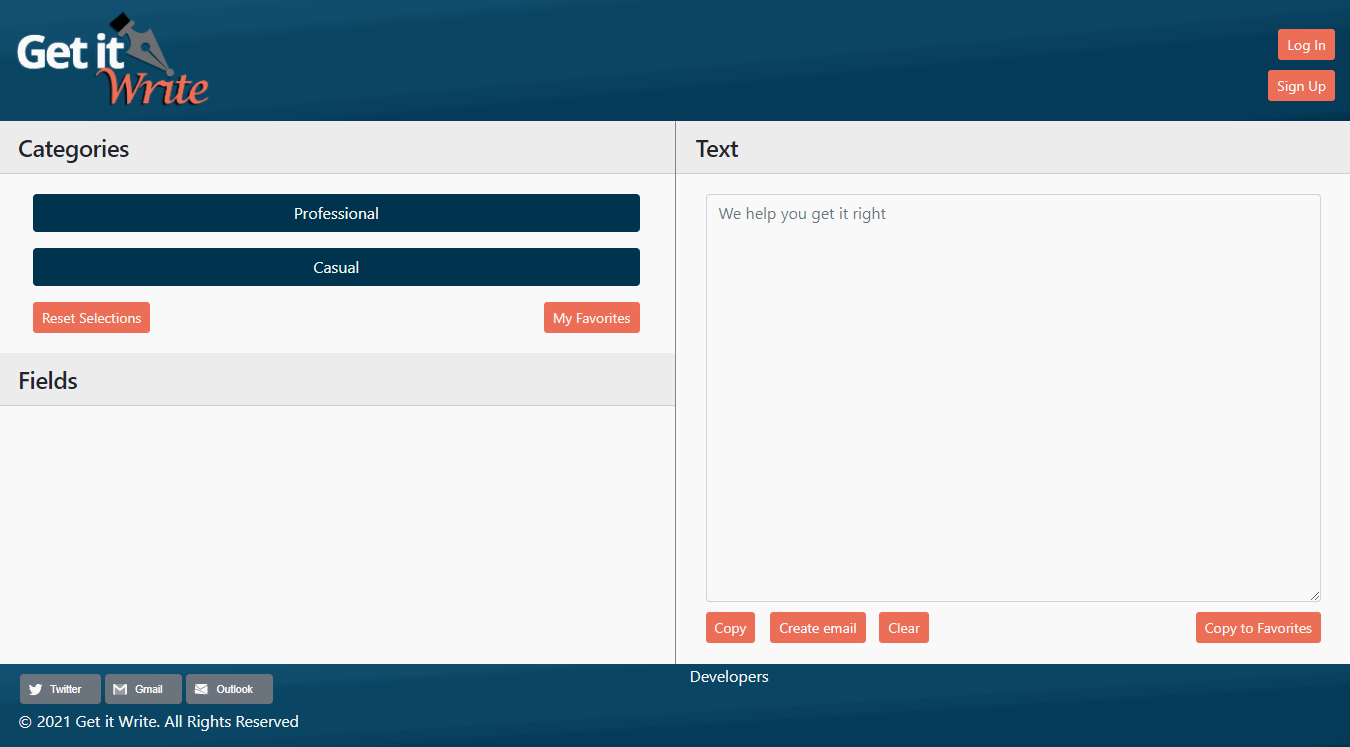 Get it
Write
Log In
Sign Up
Categories
Professional
Casual
Reset Selections
My Favorites
Fields
Text
We help you get it right
Copy
Create email
Clear
Copy to Favorites
Twitter
Gmail
Outlook
© 2021 Get it Write. All Rights Reserved
Developers